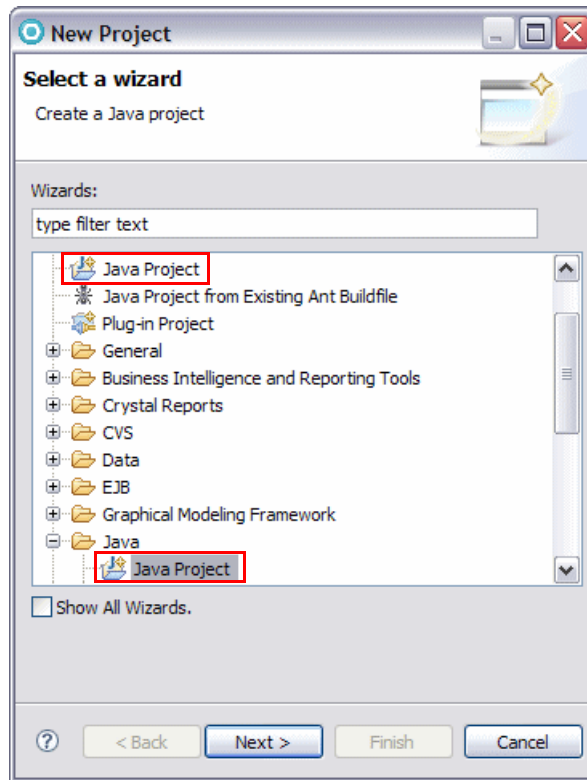 New Project
Select a wizard
Create a Java project
Wizards:
type filter text
Java Project
Java Project from Existing Ant Buildfile
Plug-in Project
General
Business Intelligence and Reporting Tools
Crystal Reports
CVS
Data
EJB
Graphical Modeling Framework
Java
Java Project
Show All Wizards.
? < Back Next > Finish Cancel